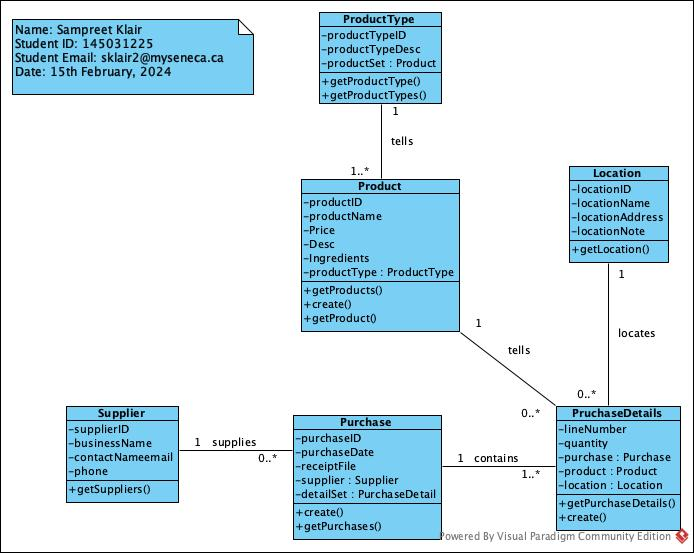 Name: Sampreet Klair
Student ID: 145031225
Student Email: sklair2@myseneca.ca
Date: 15th February, 2024
ProductType
-productTypeID
-productTypeDesc
-productSet : Product
+getProductType()
+getProductTypes()
1
tells
1..*
Product
-productID
-productName
-Price
-Desc
-Ingredients
-productType : ProductType
+getProducts()
+create()
+getProduct()
Location
-locationID
-locationName
-locationAddress
-locationNote
+getLocation()
1
locates
0..*
1
tells
0..*
Supplier
-supplierID
-businessName
-contactNameemail
-phone
+getSuppliers()
1 supplies
0..*
Purchase
-purchaseID
-purchaseDate
-receiptFile
-supplier : Supplier
-detailSet : PurchaseDetail
+create()
+getPurchases()
1 contains
1..*
PruchaseDetails
-lineNumber
-quantity
-purchase : Purchase
-product : Product
-location : Location
+getPurchaseDetails()
+create()
Powered By Visual Paradigm Community Edition